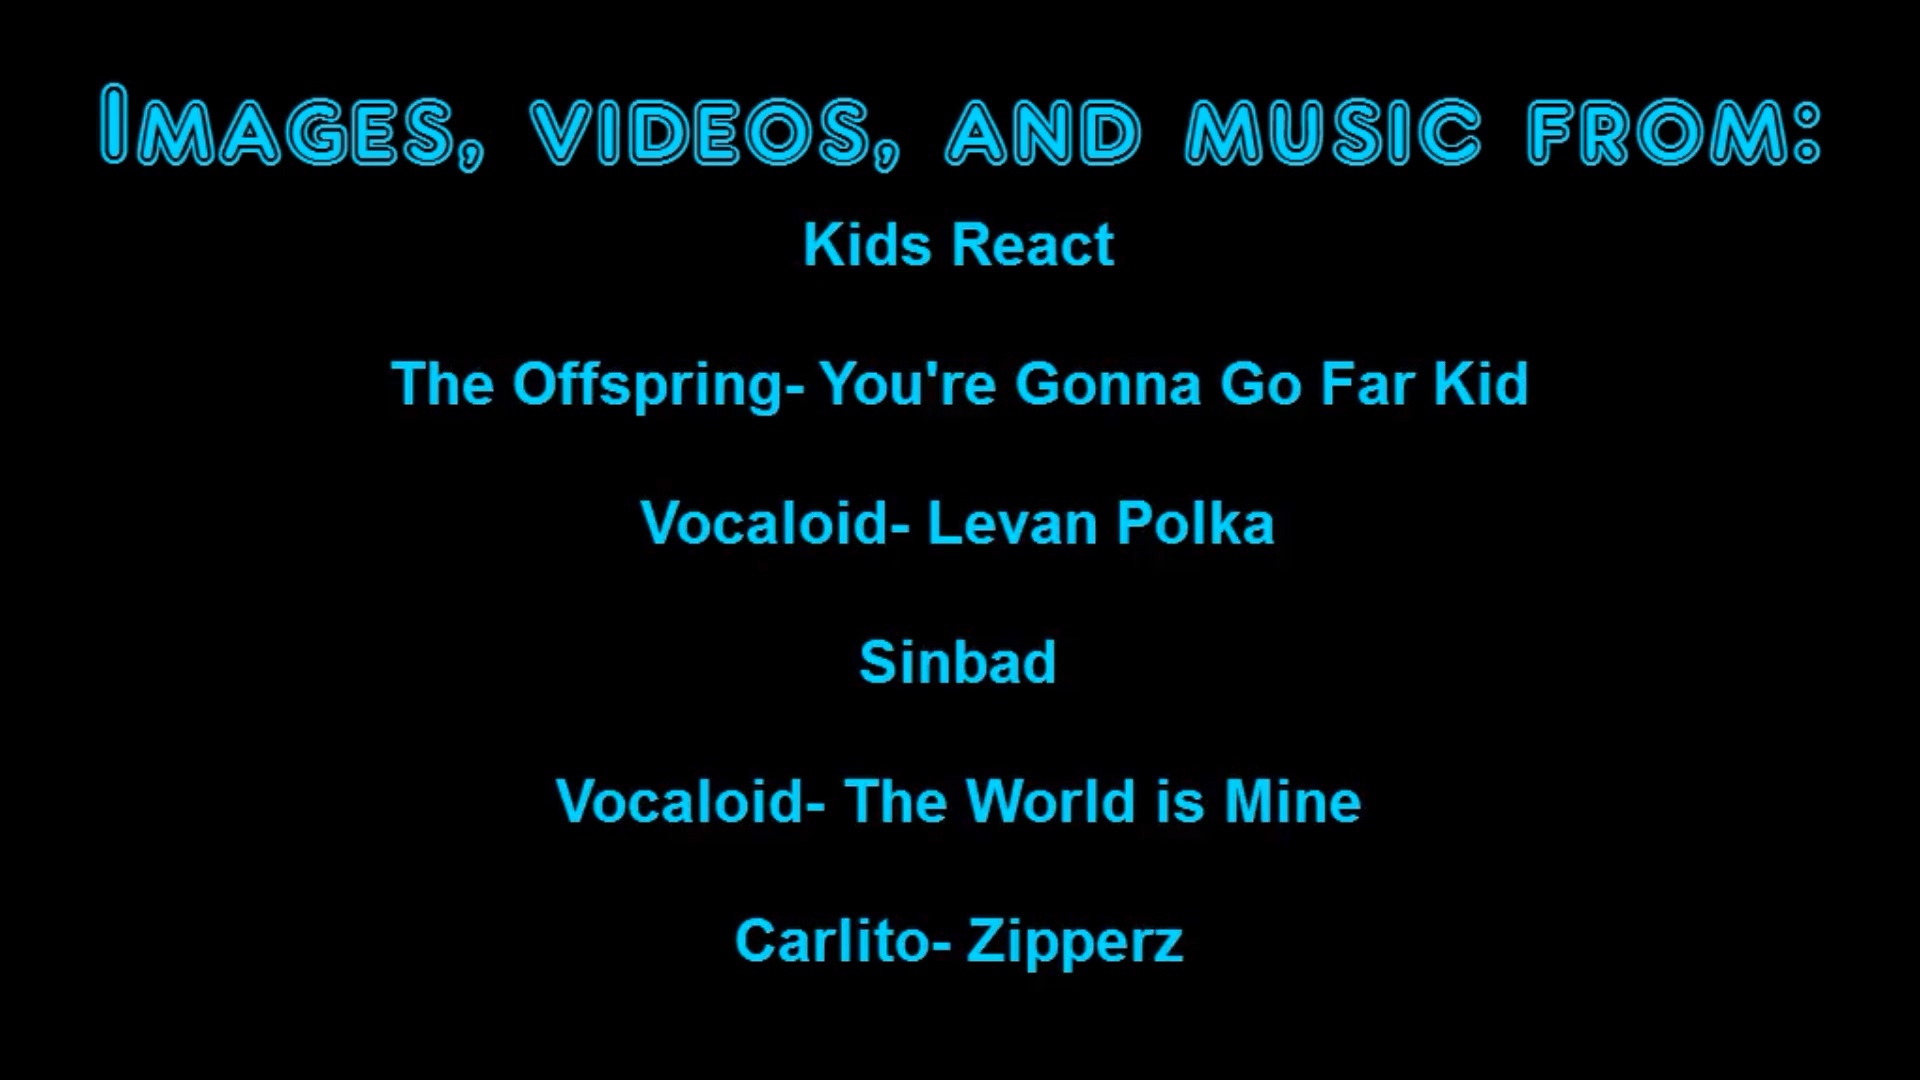 Images, videos, and music from:
Kids React
The Offspring- You're Gonna Go Far Kid
Vocaloid- Levan Polka
Sinbad
Vocaloid- The World is Mine
Carlito- Zipperz